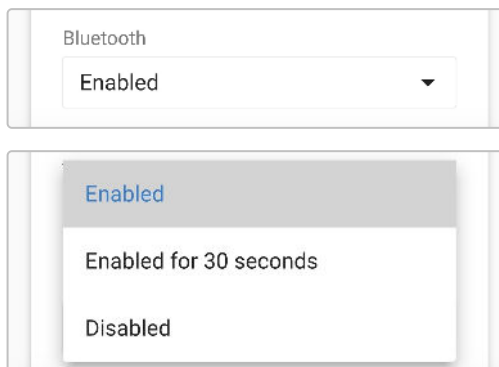 Bluetooth
Enabled
Enabled
Enabled for 30 seconds
Disabled